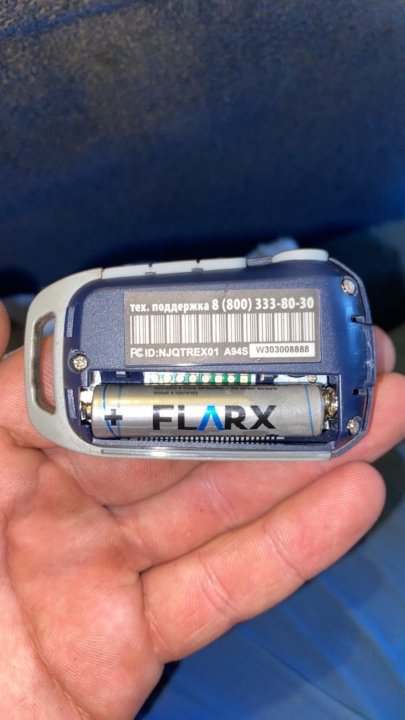 тех. поддержка 8 (800) 333-80-30
FC ID:NJQTREX01 A94S W303008888
+ FLARX